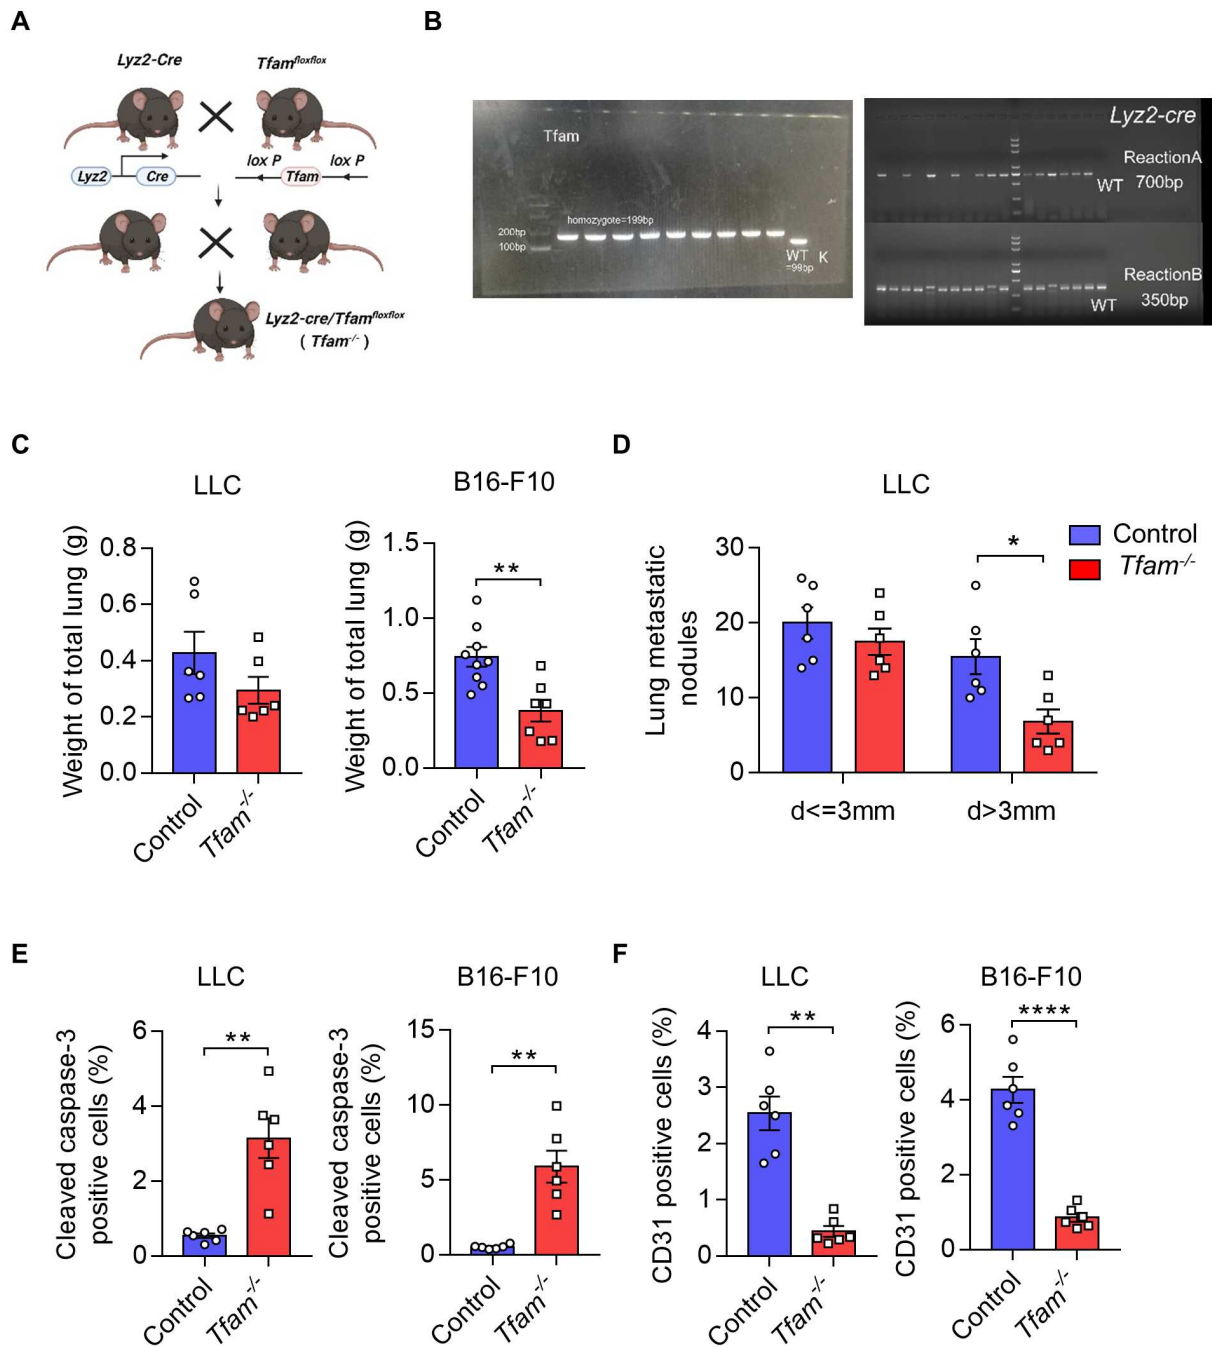 A
Lyz2-Cre
Tfam^floxflox
lox P
lox P
Lyz2
Cre
Tfam
Lyz2-cre/Tfam^floxflox
( Tfam^-/- )
B
Tfam
homozygote=199bp
200bp
100bp
WT
=99bp
K
Lyz2-cre
ReactionA
700bp
WT
ReactionB
350bp
WT
C
LLC
Weight of total lung (g)
0.8
0.6
0.4
0.2
0.0
Control
Tfam^-/-
B16-F10
Weight of total lung (g)
1.5
1.0
0.5
0.0
**
Control
Tfam^-/-
D
LLC
Lung metastatic
nodules
30
20
10
0
*
d<=3mm
d>3mm
Control
Tfam^-/-
E
LLC
Cleaved caspase-3
positive cells (%)
6
4
2
0
**
Control
Tfam^-/-
B16-F10
Cleaved caspase-3
positive cells (%)
15
10
5
0
**
Control
Tfam^-/-
F
LLC
CD31 positive cells (%)
4
3
2
1
0
**
Control
Tfam^-/-
B16-F10
CD31 positive cells (%)
6
4
2
0
****
Control
Tfam^-/-